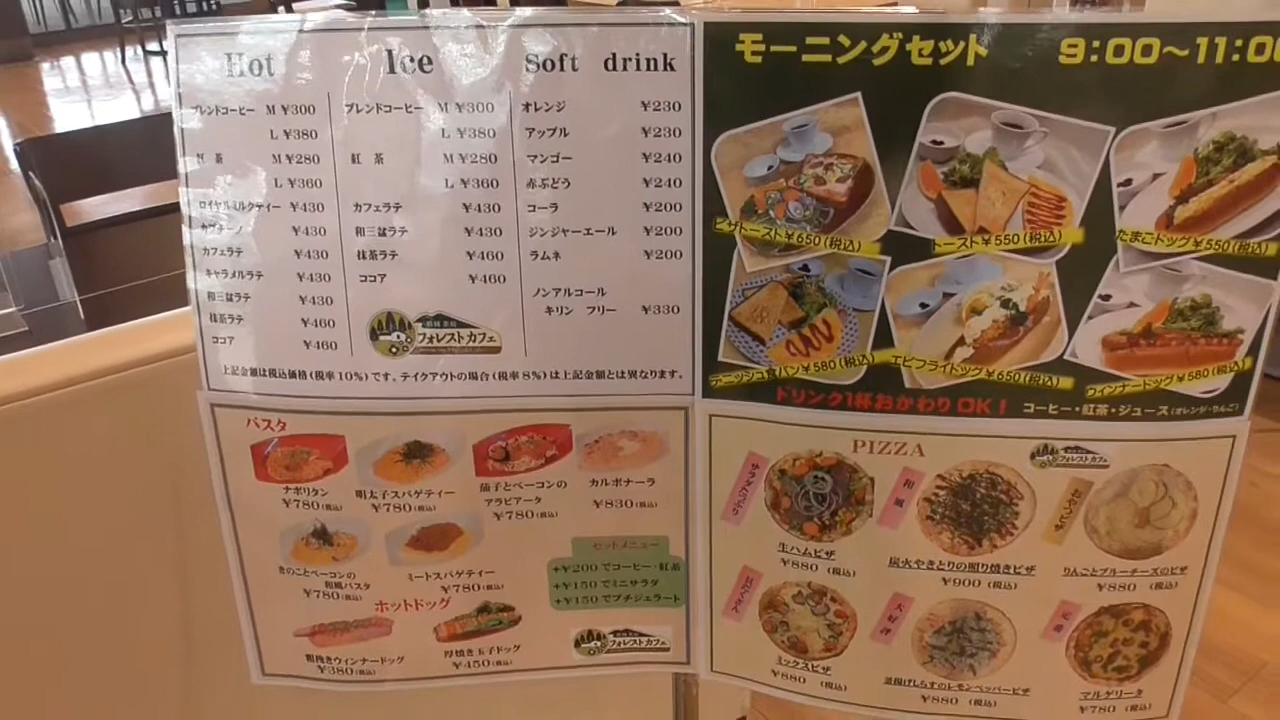 Hot
ブレンドコーヒー M ¥300
L ¥380
紅茶 M ¥280
L ¥360
ロイヤルミルクティー ¥430
カプチーノ ¥430
カフェラテ ¥430
キャラメルラテ ¥430
和三盆ラテ ¥430
抹茶ラテ ¥460
ココア ¥460
Ice
ブレンドコーヒー M ¥300
L ¥380
紅 茶 M ¥280
L ¥360
カフェラテ ¥430
和三盆ラテ ¥430
抹茶ラテ ¥460
ココア ¥460
フォレストカフェ
Soft drink
オレンジ ¥230
アップル ¥230
マンゴー ¥240
赤ぶどう ¥240
コーラ ¥200
ジンジャーエール ¥200
ラムネ ¥200
ノンアルコール
キリン フリー ¥330
上記金額は税込価格(税率10%)です。テイクアウトの場合(税率8%)は上記金額とは異なります。
モーニングセット 9:00〜11:00
ピザトースト¥650(税込)
トースト¥550(税込)
たまごドッグ¥550(税込)
デニッシュ食パン¥580(税込)
エビフライドッグ¥650(税込)
ウィンナードッグ¥580(税込)
ドリンク1杯おかわりOK!
コーヒー・紅茶・ジュース(オレンジ・りんご)
パスタ
ナポリタン
¥780(税込)
明太子スパゲティー
¥780(税込)
茄子とベーコンの
アラビアータ
¥780(税込)
カルボナーラ
¥830(税込)
きのことベーコンの
和風パスタ
¥780(税込)
ミートスパゲティー
¥780(税込)
セットメニュー
+¥200でコーヒー・紅茶
+¥150でミニサラダ
+¥150でプチジェラート
ホットドッグ
粗挽きウィンナードッグ
¥380(税込)
厚焼き玉子ドッグ
¥450(税込)
フォレストカフェ
PIZZA
フォレストカフェ
生ハムピザ
¥880 (税込)
和風
炭火やきとりの照り焼きピザ
¥900 (税込)
りんごとブルーチーズのピザ
¥880 (税込)
ミックスピザ
¥880 (税込)
大好評
釜揚げしらすのレモンペッパーピザ
¥880 (税込)
定番
マルゲリータ
¥780 (税込)